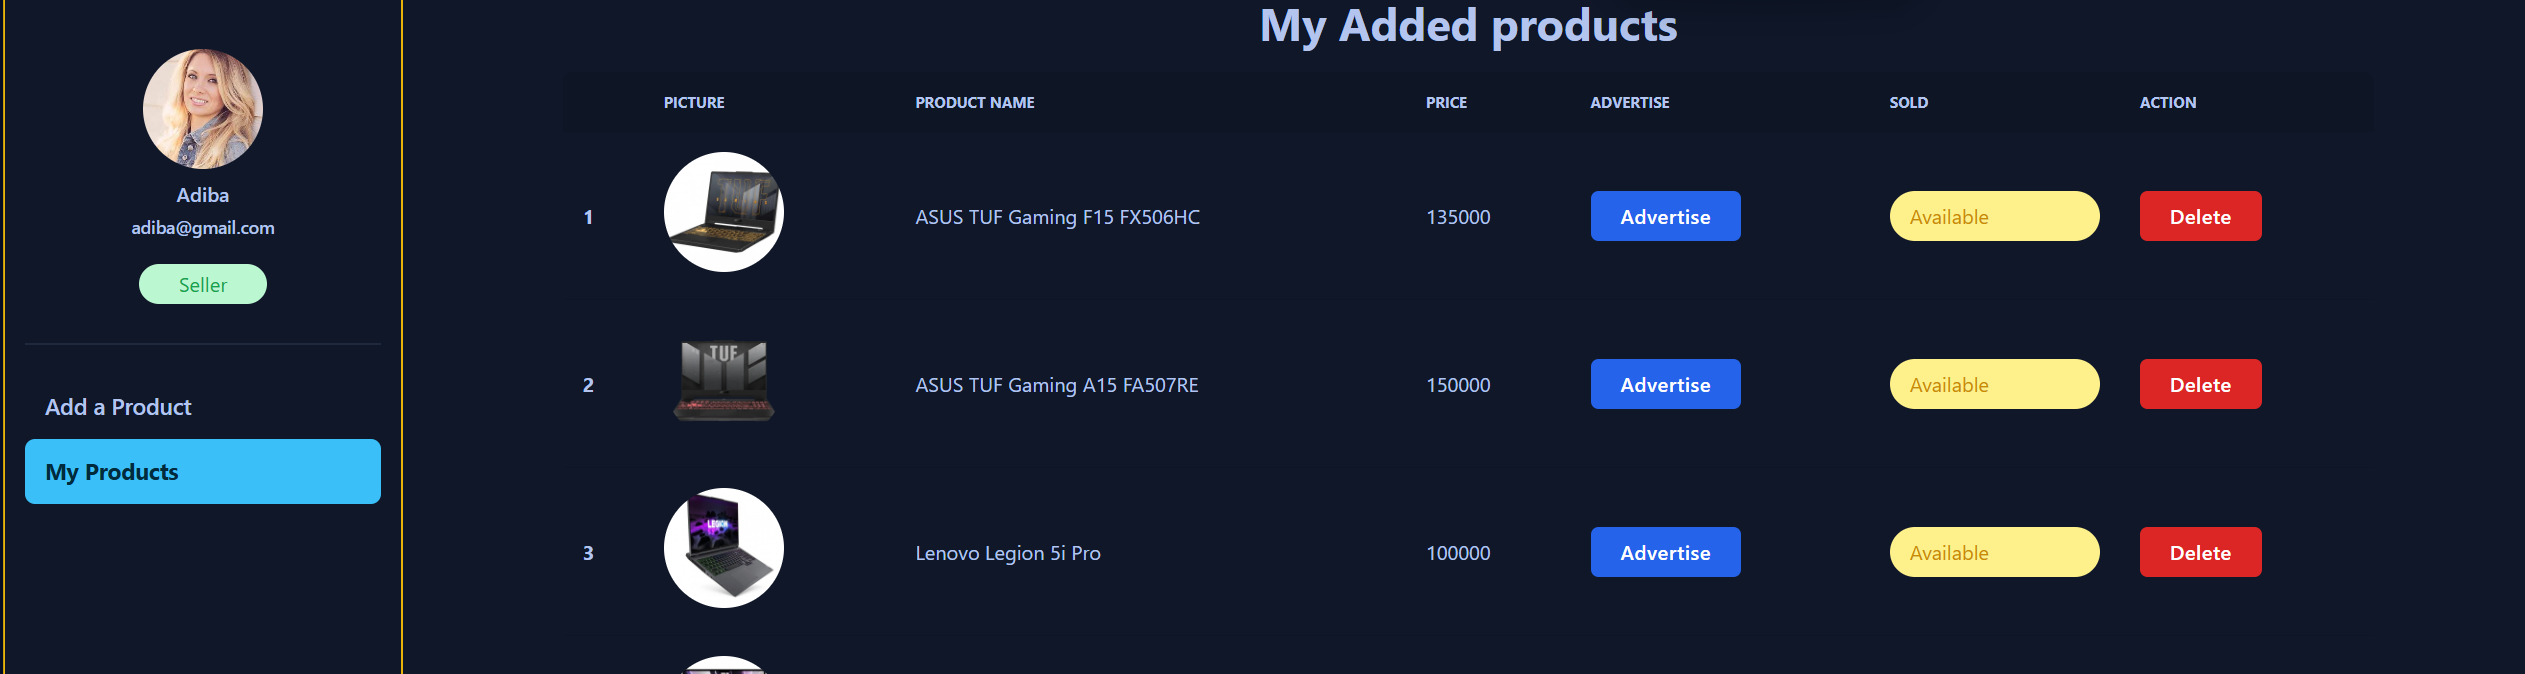 My Added products
Adiba
adiba@gmail.com
Seller
Add a Product
My Products
PICTURE PRODUCT NAME PRICE ADVERTISE SOLD ACTION
1 ASUS TUF Gaming F15 FX506HC 135000 Advertise Available Delete
TUF
2 ASUS TUF Gaming A15 FA507RE 150000 Advertise Available Delete
LEGION
3 Lenovo Legion 5i Pro 100000 Advertise Available Delete